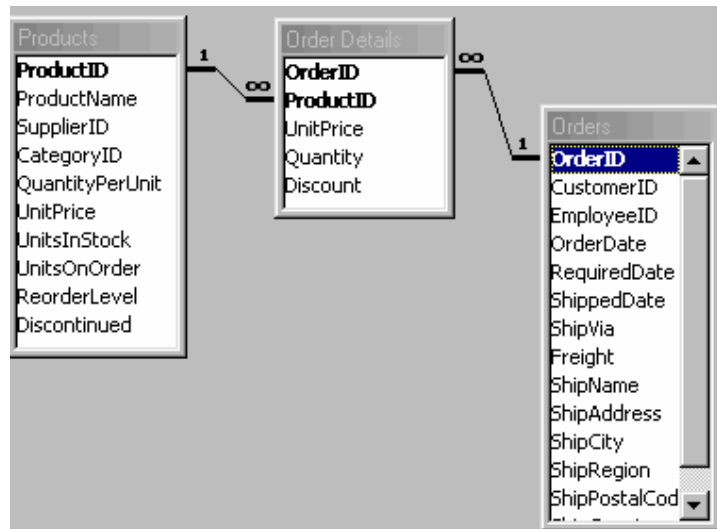 Products
ProductID
ProductName
SupplierID
CategoryID
QuantityPerUnit
UnitPrice
UnitsInStock
UnitsOnOrder
ReorderLevel
Discontinued
1
∞
Order Details
OrderID
ProductID
UnitPrice
Quantity
Discount
∞
1
Orders
OrderID
CustomerID
EmployeeID
OrderDate
RequiredDate
ShippedDate
ShipVia
Freight
ShipName
ShipAddress
ShipCity
ShipRegion
ShipPostalCod